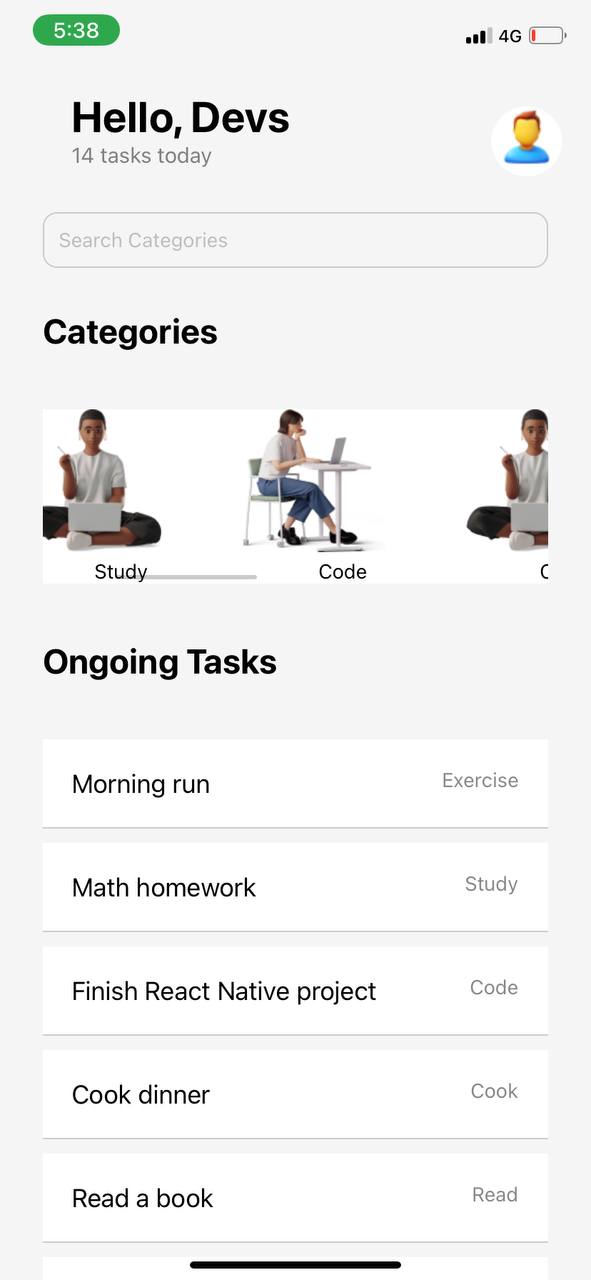 5:38
4G
Hello, Devs
14 tasks today
Search Categories
Categories
Study
Code
Ongoing Tasks
Morning run
Exercise
Math homework
Study
Finish React Native project
Code
Cook dinner
Cook
Read a book
Read